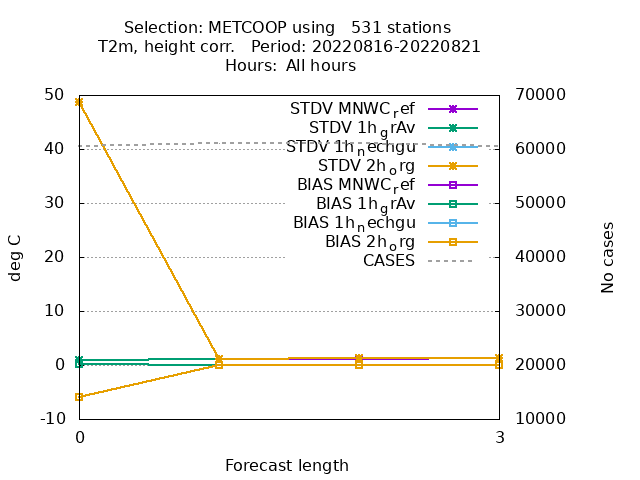 Selection: METCOOP using 531 stations
T2m, height corr. Period: 20220816-20220821
Hours: All hours
50
40
30
20
10
0
-10
70000
60000
50000
40000
30000
20000
10000
STDV MNWC_ref
STDV 1h_grAv
STDV 1h_nechgu
STDV 2h_org
BIAS MNWC_ref
BIAS 1h_grAv
BIAS 1h_nechgu
BIAS 2h_org
CASES
deg C
No cases
0
3
Forecast length